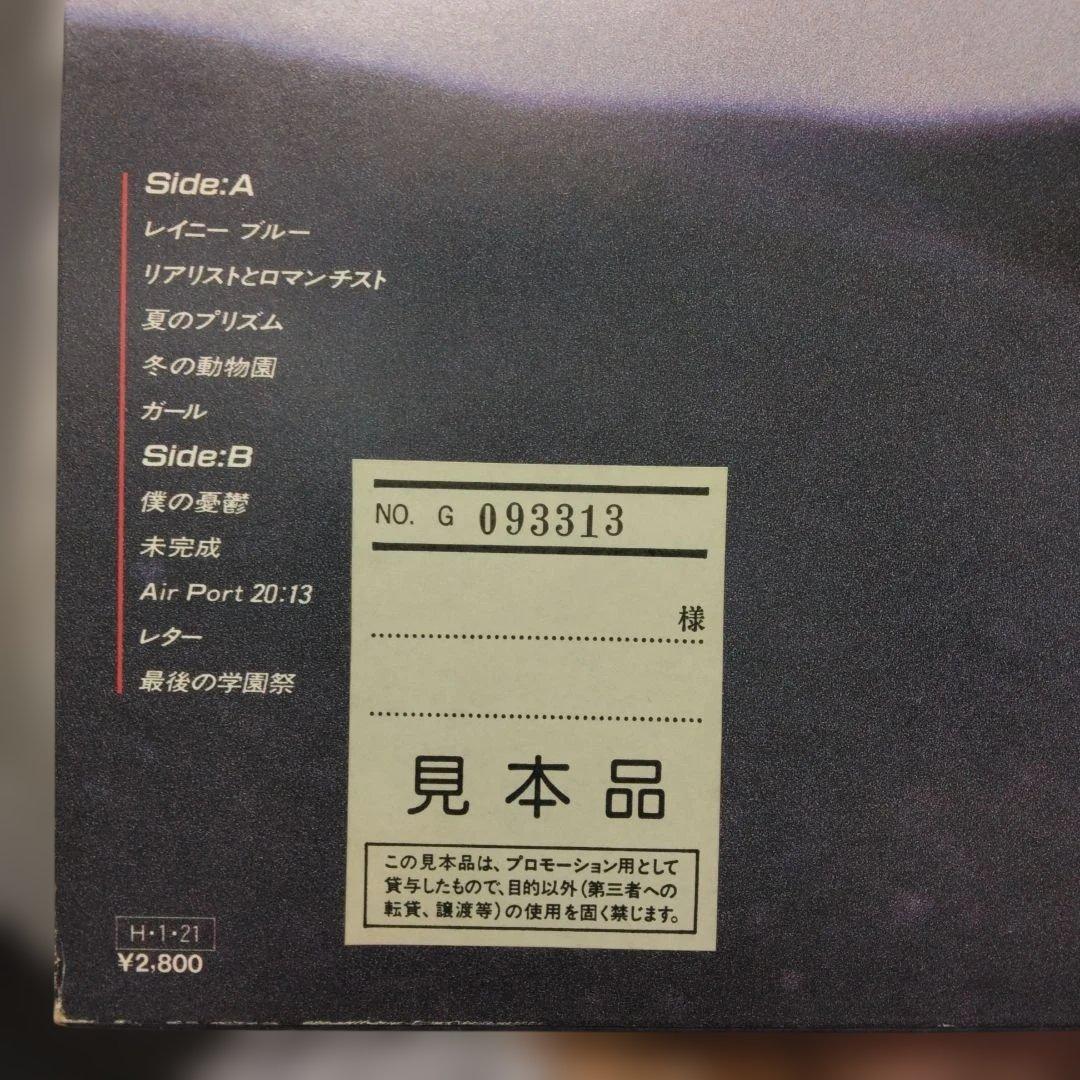 Side:A
レイニー ブルー
リアリストとロマンチスト
夏のプリズム
冬の動物園
ガール
Side:B
僕の憂鬱
未完成
Air Port 20:13
レター
最後の学園祭
NO. G 093313
様
見本品
この見本品は、プロモーション用として
貸与したもので、目的以外(第三者への
転貸、譲渡等)の使用を固く禁じます。
H・1・21
¥2,800